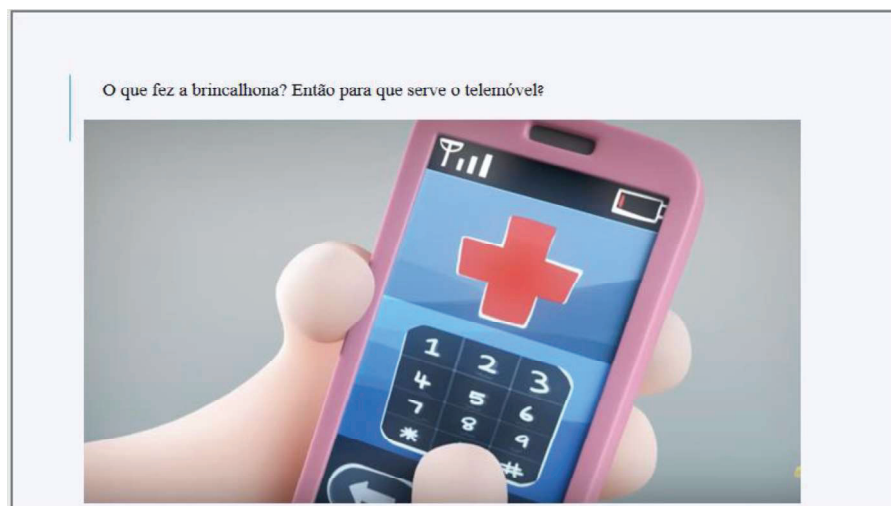 O que fez a brincalhona? Então para que serve o telemóvel?
1 2 3
4 5 6
7 8 9
* #